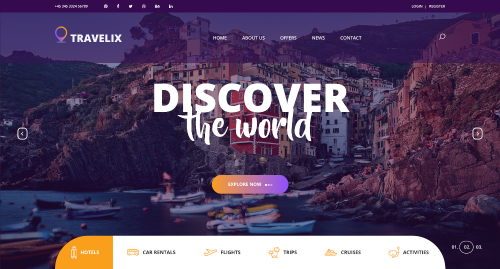 +45 345 3324 56789
LOGIN | REGISTER
TRAVELIX
HOME ABOUT US OFFERS NEWS CONTACT
DISCOVER
the world
EXPLORE NOW
01. 02. 03.
HOTELS CAR RENTALS FLIGHTS TRIPS CRUISES ACTIVITIES